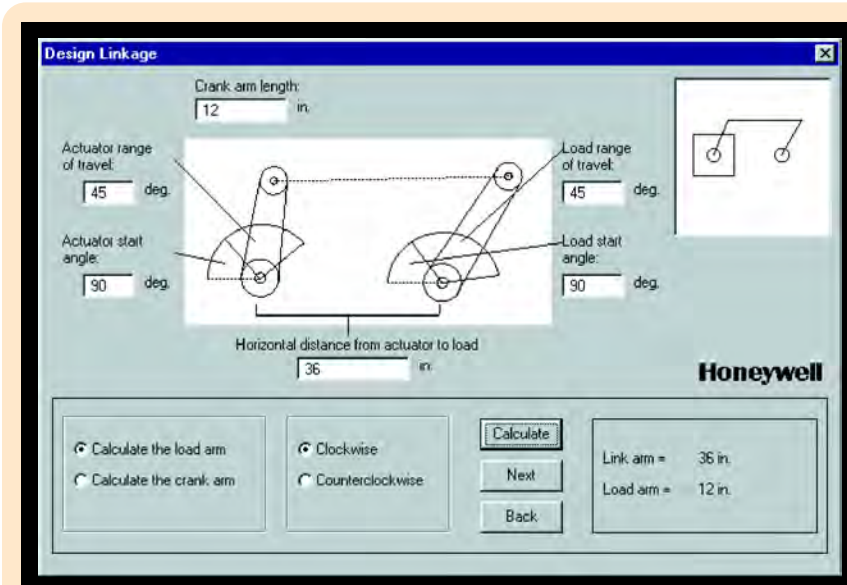 Design Linkage
Crank arm length:
12 in.
Actuator range
of travel:
45 deg.
Load range
of travel:
45 deg.
Actuator start
angle:
90 deg.
Load start
angle:
90 deg.
Horizontal distance from actuator to load
36 in.
Honeywell
Calculate the load arm
Calculate the crank arm
Clockwise
Counterclockwise
Calculate
Next
Back
Link arm = 36 in.
Load arm = 12 in.